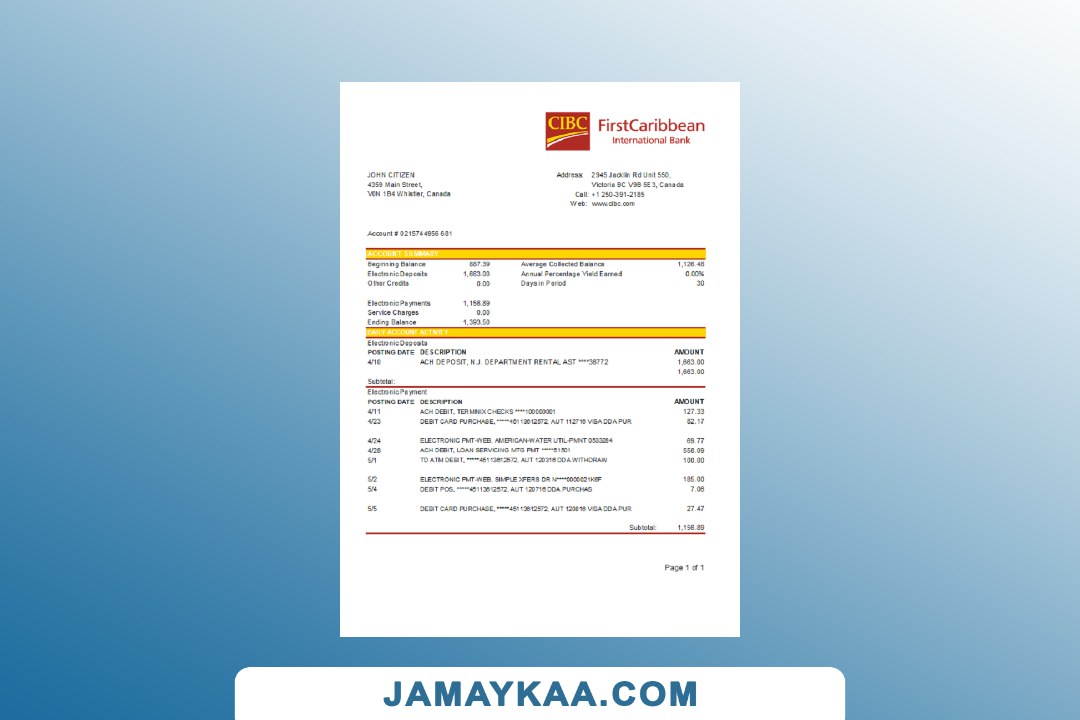 CIBC FirstCaribbean
International Bank
JOHN CITIZEN
4359 Main Street,
V0N 1B4 Whistler, Canada
Address: 2945 Jacklin Rd Unit 550,
Victoria BC V9B 5E3, Canada
Call: +1 250-391-2185
Web: www.cibc.com
Account # 0215744956 681
ACCOUNT SUMMARY
Beginning Balance 887.39 Average Collected Balance 1,126.48
Electronic Deposits 1,663.00 Annual Percentage Yield Earned 0.00%
Other Credits 0.00 Days in Period 30
Electronic Payments 1,156.89
Service Charges 0.00
Ending Balance 1,393.50
DAILY ACCOUNT ACTIVITY
Electronic Deposits
POSTING DATE DESCRIPTION AMOUNT
4/10 ACH DEPOSIT, N.J. DEPARTMENT RENTAL AST ****36772 1,663.00
1,663.00
Subtotal:
Electronic Payment
POSTING DATE DESCRIPTION AMOUNT
4/11 ACH DEBIT, TERMINIX CHECKS 127.33
4/23 DEBIT CARD PURCHASE, *****45113612572, AUT 112716 VISA DDA PUR 82.17
4/24 ELECTRONIC PMT-WEB, AMERICAN-WATER UTIL-PMNT 0533284 69.77
4/28 ACH DEBIT, LOAN SERVICING MTG PMT *****61501 558.09
5/1 TD ATM DEBIT, *****45113612572, AUT 120316 DDA WITHDRAW 100.00
5/2 ELECTRONIC PMT-WEB, SIMPLE XFERS DR 185.00
5/4 DEBIT POS, *****45113612572, AUT 120716 DDA PURCHAS 7.06
5/5 DEBIT CARD PURCHASE, *****45113612572, AUT 120816 VISA DDA PUR 27.47
Subtotal: 1,156.89
Page 1 of 1
JAMAYKAA.COM